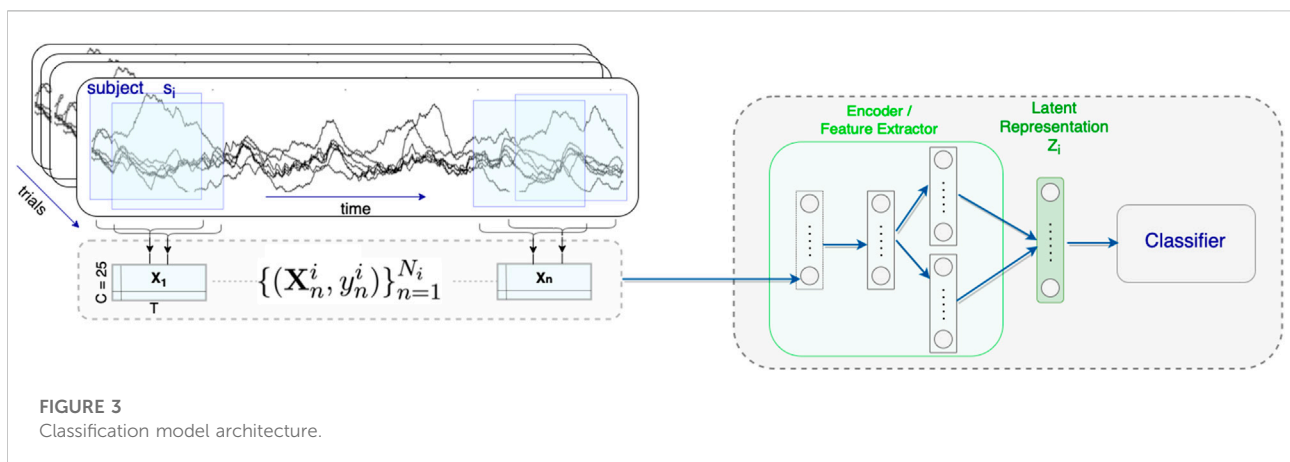 subject s_i
trials
time
C = 25
X_1
T
{(X_n^i, y_n^i)}_{n=1}^{N_i}
X_n
Encoder /
Feature Extractor
Latent
Representation
Z_i
Classifier
FIGURE 3
Classification model architecture.